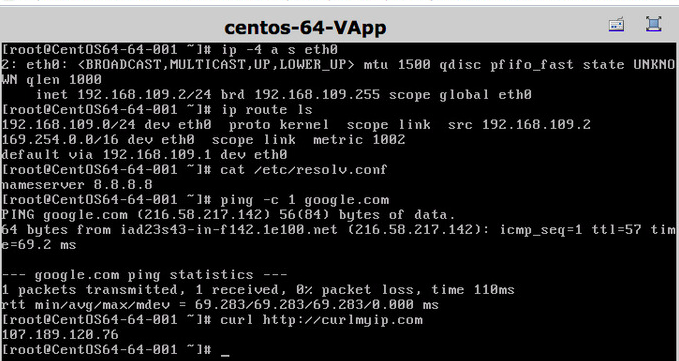 centos-64-VApp
[root@CentOS64-64-001 ~]# ip -4 a s eth0
2: eth0: <BROADCAST,MULTICAST,UP,LOWER_UP> mtu 1500 qdisc pfifo_fast state UNKNO
WN qlen 1000
    inet 192.168.109.2/24 brd 192.168.109.255 scope global eth0
[root@CentOS64-64-001 ~]# ip route ls
192.168.109.0/24 dev eth0  proto kernel  scope link  src 192.168.109.2
169.254.0.0/16 dev eth0  scope link  metric 1002
default via 192.168.109.1 dev eth0
[root@CentOS64-64-001 ~]# cat /etc/resolv.conf
nameserver 8.8.8.8
[root@CentOS64-64-001 ~]# ping -c 1 google.com
PING google.com (216.58.217.142) 56(84) bytes of data.
64 bytes from iad23s43-in-f142.1e100.net (216.58.217.142): icmp_seq=1 ttl=57 tim
e=69.2 ms

--- google.com ping statistics ---
1 packets transmitted, 1 received, 0% packet loss, time 110ms
rtt min/avg/max/mdev = 69.283/69.283/69.283/0.000 ms
[root@CentOS64-64-001 ~]# curl http://curlmyip.com
107.189.120.76
[root@CentOS64-64-001 ~]# _